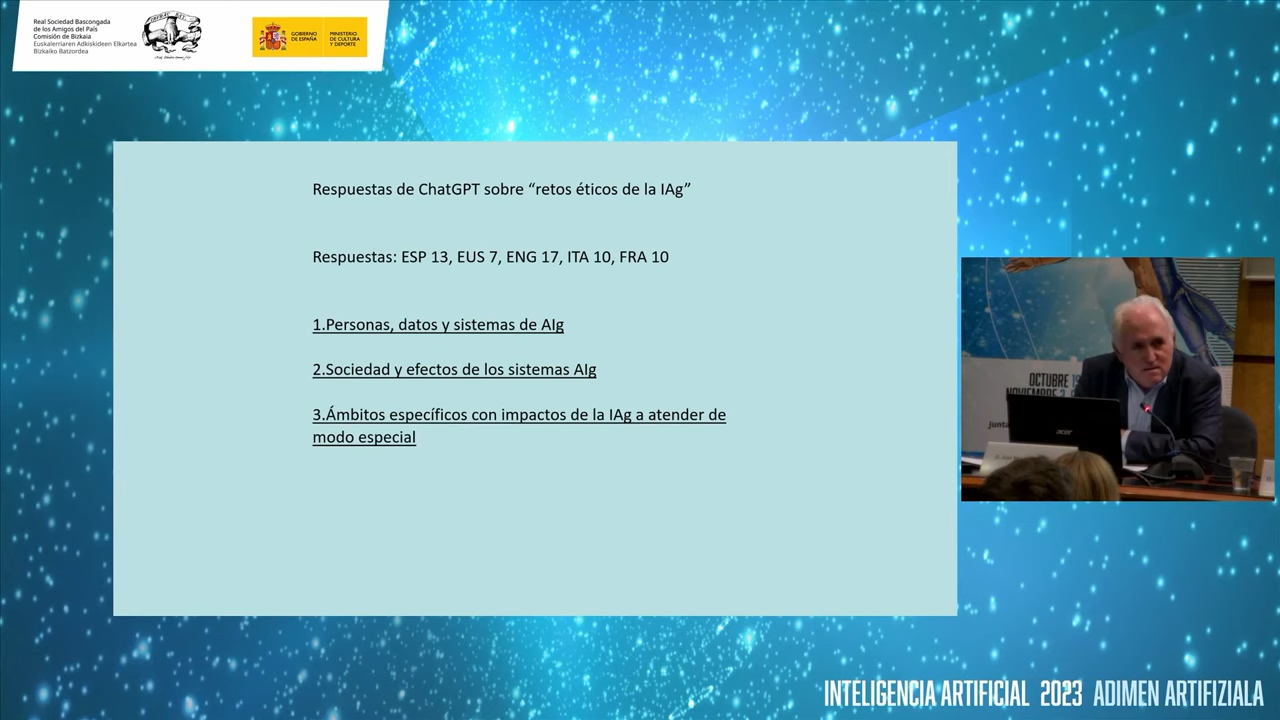 Real Sociedad Bascongada
de los Amigos del País
Comisión de Bizkaia
Euskalerriaren Adkiskideen Elkartea
Bizkaiko Batzordea
GOBIERNO
DE ESPAÑA
MINISTERIO
DE CULTURA
Y DEPORTE
Respuestas de ChatGPT sobre “retos éticos de la IAg”
Respuestas: ESP 13, EUS 7, ENG 17, ITA 10, FRA 10
1.Personas, datos y sistemas de AIg
2.Sociedad y efectos de los sistemas AIg
3.Ámbitos específicos con impactos de la IAg a atender de
modo especial
OCTUBRE
acer
INTELIGENCIA ARTIFICIAL 2023 ADIMEN ARTIFIZIALA